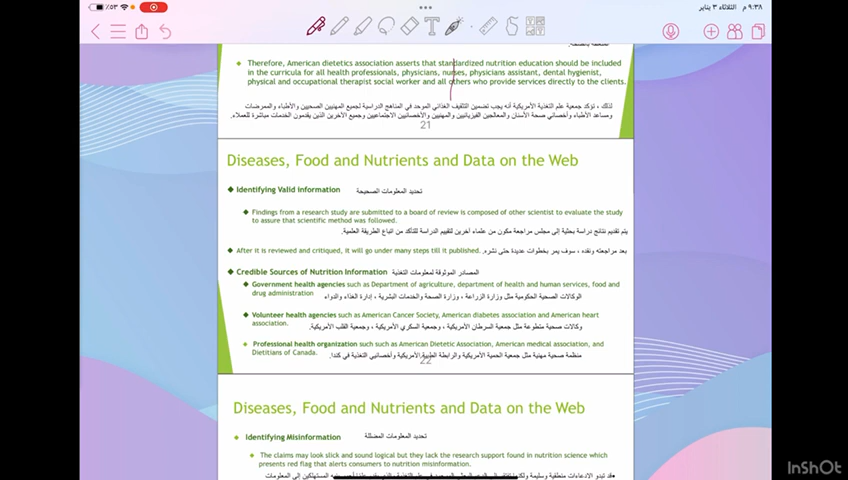 ٥٣٪
٩:٣٨ م الثلاثاء ٣ يناير
Therefore, American dietetics association asserts that standardized nutrition education should be included
in the curricula for all health professionals, physicians, nurses, physicians assistant, dental hygienist,
physical and occupational therapist social worker and all others who provide services directly to the clients.
لذلك ، تؤكد جمعية علم التغذية الأمريكية أنه يجب تضمين التثقيف الغذائي الموحد في المناهج الدراسية لجميع المهنيين الصحيين والأطباء والممرضات
ومساعد الأطباء وأخصائي صحة الأسنان والمعالجين الفيزيائيين والمهنيين والأخصائيين الاجتماعيين وجميع الآخرين الذين يقدمون الخدمات مباشرة للعملاء.
21
Diseases, Food and Nutrients and Data on the Web
Identifying Valid information تحديد المعلومات الصحيحة
Findings from a research study are submitted to a board of review is composed of other scientist to evaluate the study
to assure that scientific method was followed.
يتم تقديم نتائج دراسة بحثية إلى مجلس مراجعة مكون من علماء آخرين لتقييم الدراسة للتأكد من اتباع الطريقة العلمية.
After it is reviewed and critiqued, it will go under many steps till it published. بعد مراجعته ونقده ، سوف يمر بخطوات عديدة حتى نشره.
Credible Sources of Nutrition Information المصادر الموثوقة لمعلومات التغذية
Government health agencies such as Department of agriculture, department of health and human services, food and
drug administration الوكالات الصحية الحكومية مثل وزارة الزراعة ، وزارة الصحة والخدمات البشرية ، إدارة الغذاء والدواء
Volunteer health agencies such as American Cancer Society, American diabetes association and American heart
association. وكالات صحية متطوعة مثل جمعية السرطان الأمريكية ، وجمعية السكري الأمريكية ، وجمعية القلب الأمريكية.
Professional health organization such such as American Dietetic Association, American medical association, and
Dietitians of Canada. منظمة صحية مهنية مثل جمعية الحمية الأمريكية والرابطة الطبية الأمريكية وأخصائيي التغذية في كندا.
22
Diseases, Food and Nutrients and Data on the Web
Identifying Misinformation تحديد المعلومات المضللة
The claims may look slick and sound logical but they lack the research support found in nutrition science which
presents red flag that alerts consumers to nutrition misinformation.
قد تبدو الادعاءات منطقية وسليمة ولكنها
InShOt